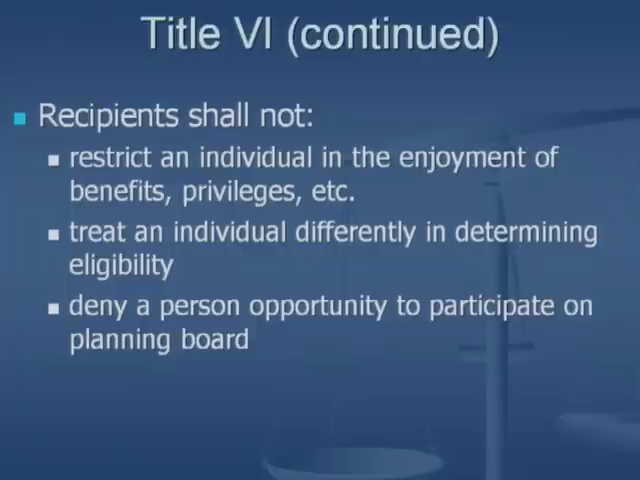 Title VI (continued)
Recipients shall not:
restrict an individual in the enjoyment of
benefits, privileges, etc.
treat an individual differently in determining
eligibility
deny a person opportunity to participate on
planning board